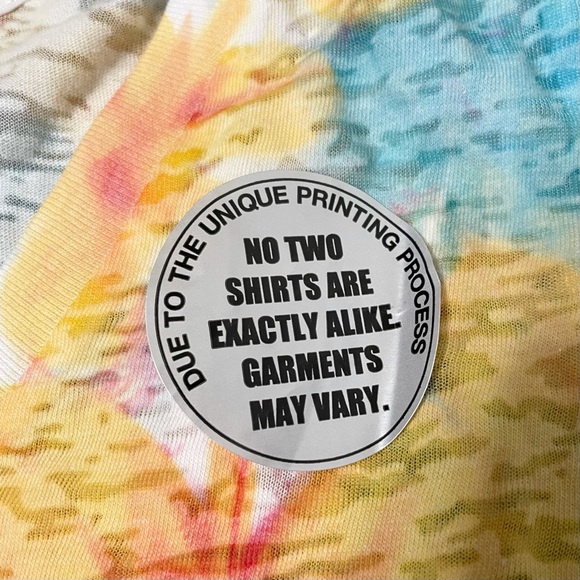 DUE TO THE UNIQUE PRINTING PROCESS
NO TWO
SHIRTS ARE
EXACTLY ALIKE.
GARMENTS
MAY VARY.